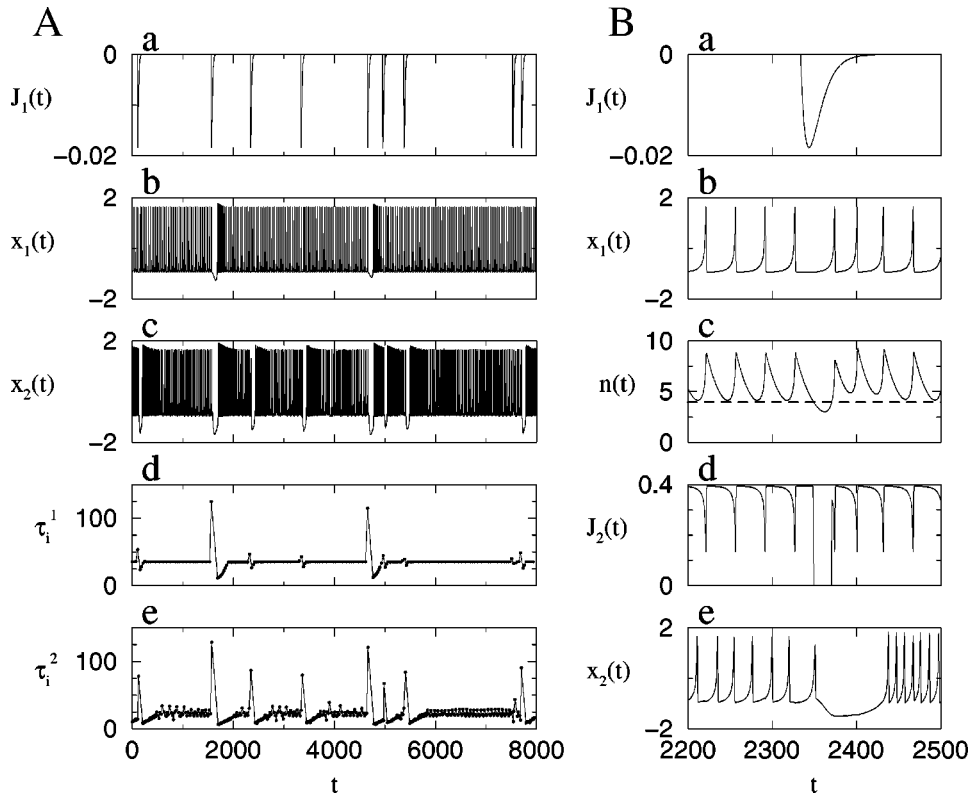 A
B
a
a
0
0
J₁(t)
J₁(t)
−0.02
−0.02
b
b
2
2
x₁(t)
x₁(t)
−2
−2
c
c
2
10
x₂(t)
n(t)
5
−2
0
d
d
0.4
100
τᵢ¹
J₂(t)
0
0
e
e
2
100
τᵢ²
x₂(t)
0
−2
0 2000 4000 6000 8000
2200 2300 2400 2500
t
t